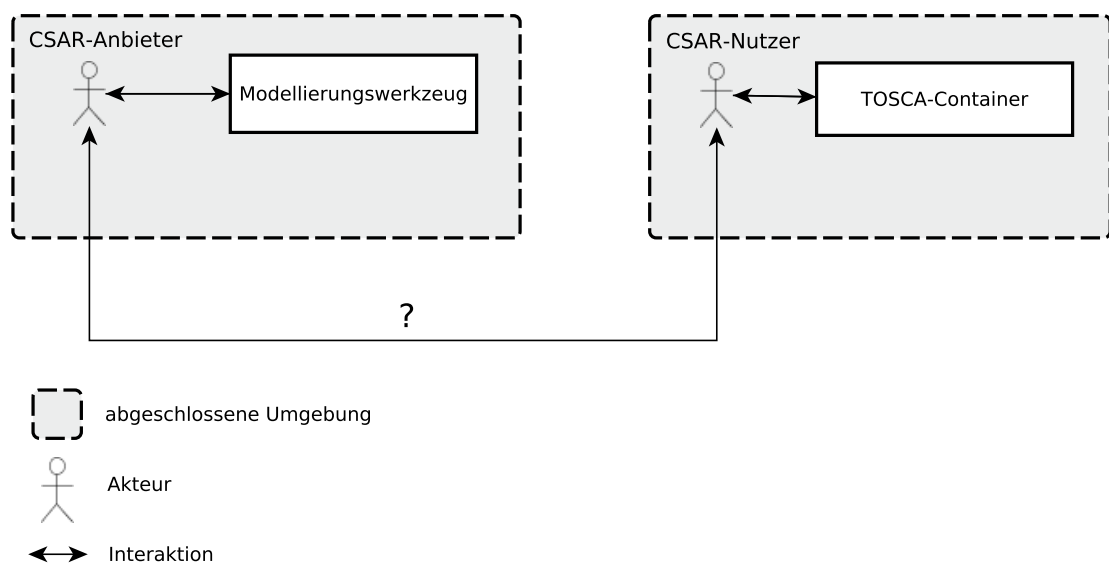 CSAR-Anbieter
Modellierungswerkzeug
CSAR-Nutzer
TOSCA-Container
?
abgeschlossene Umgebung
Akteur
Interaktion